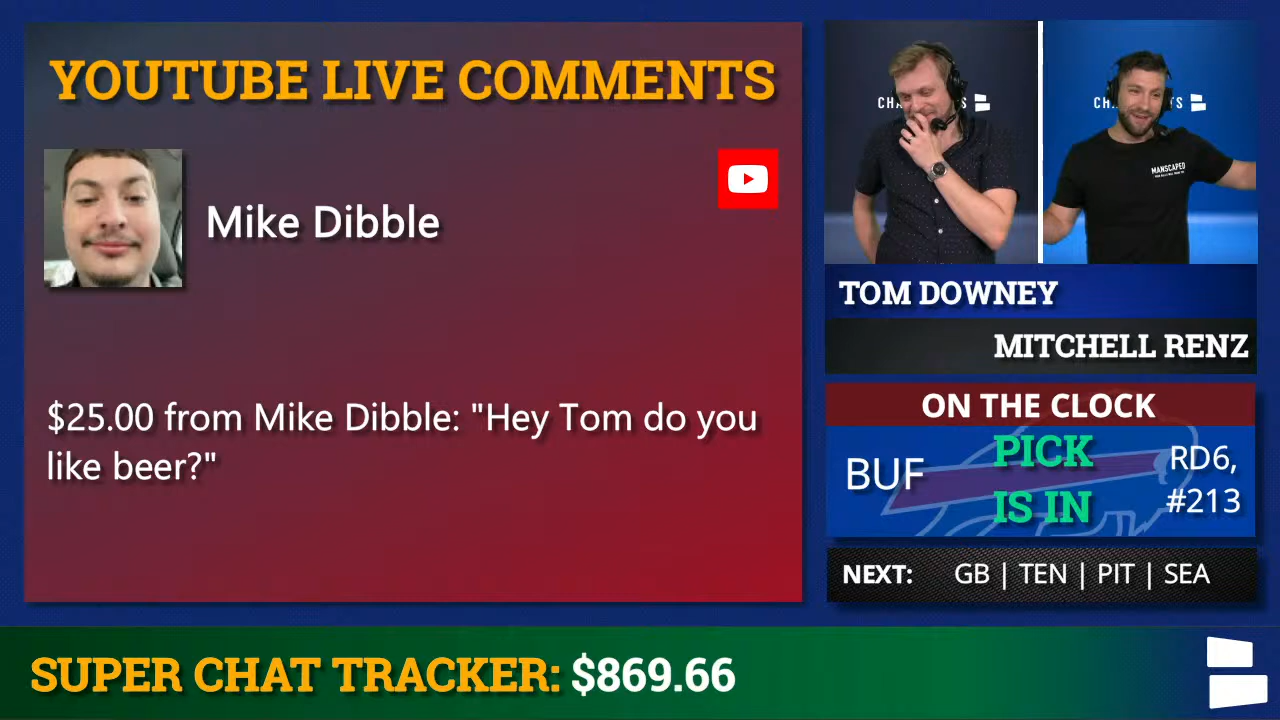 YOUTUBE LIVE COMMENTS
Mike Dibble
$25.00 from Mike Dibble: "Hey Tom do you
like beer?"
MANSCAPED
TOM DOWNEY
MITCHELL RENZ
ON THE CLOCK
BUF
PICK
IS IN
RD6,
#213
NEXT: GB | TEN | PIT | SEA
SUPER CHAT TRACKER: $869.66